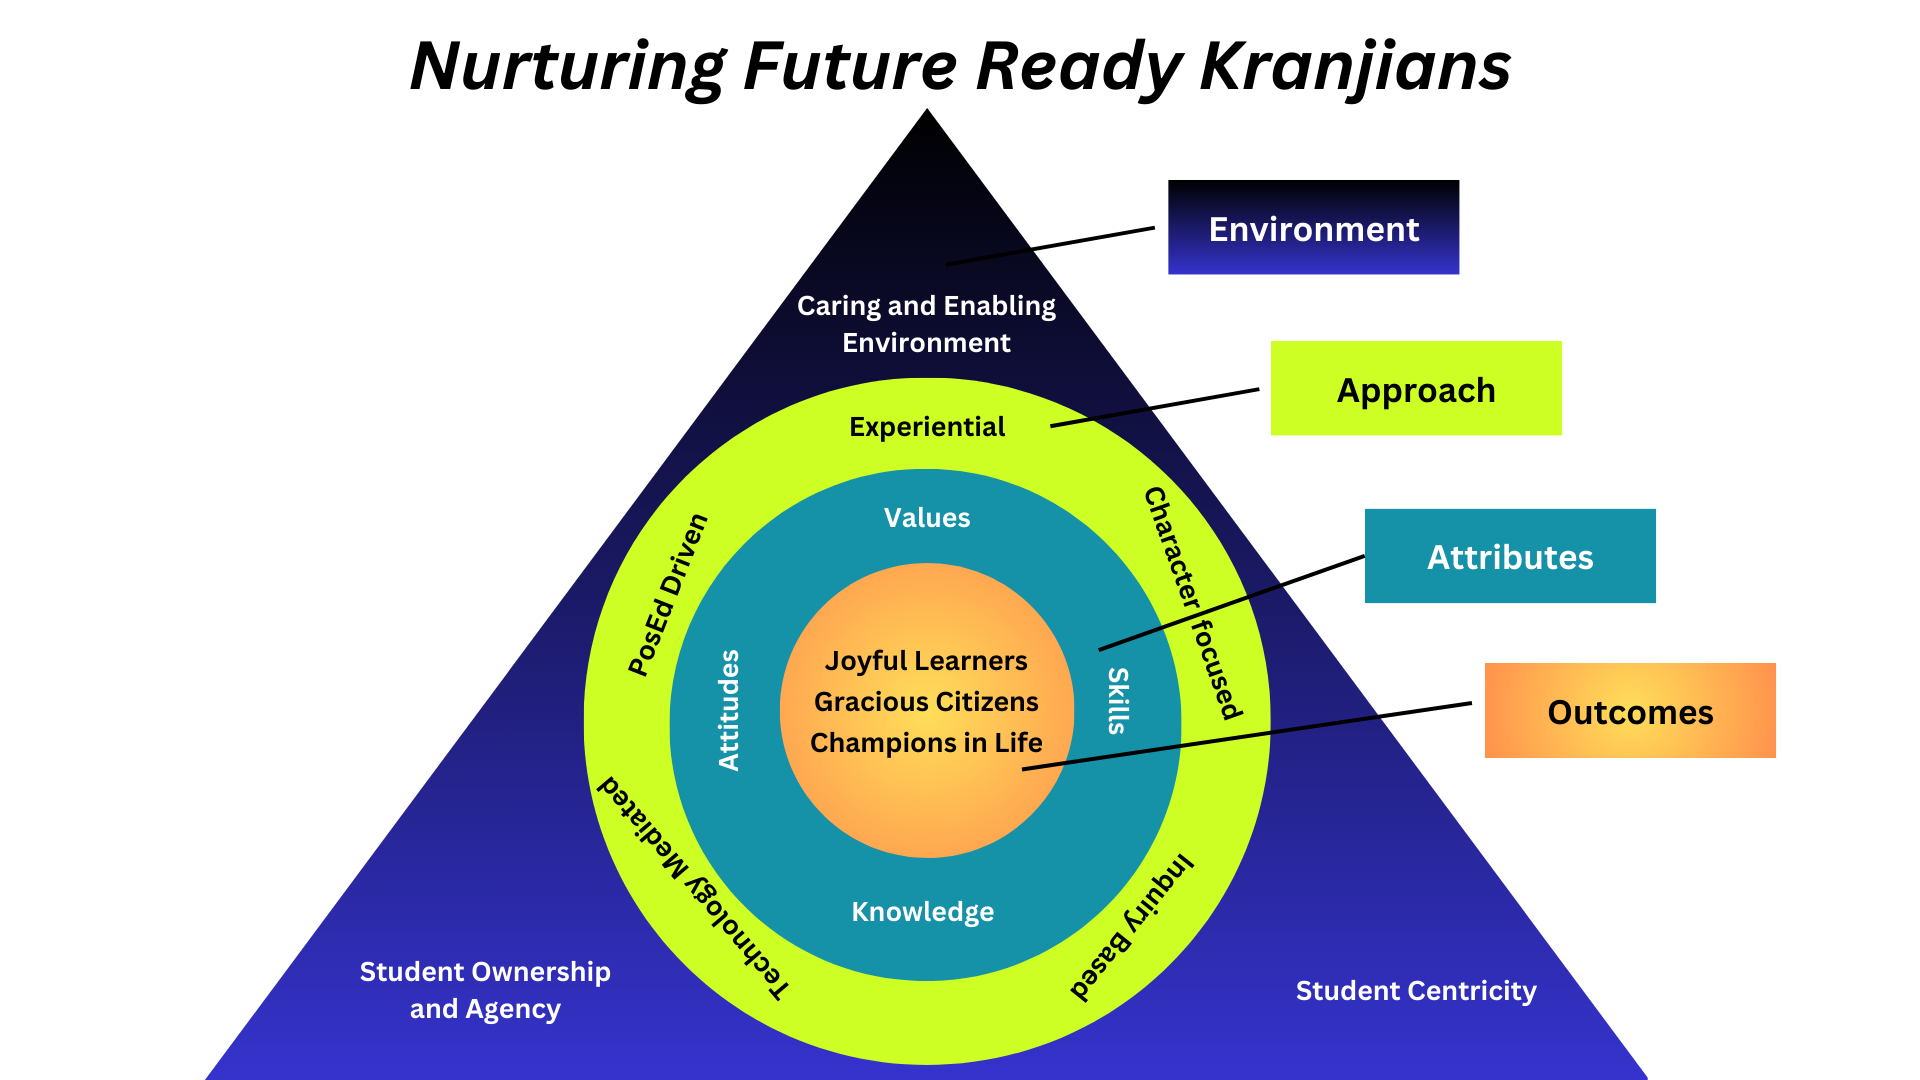 Nurturing Future Ready Kranjians
Environment
Caring and Enabling
Environment
Approach
Experiential
Character focused
PosEd Driven
Values
Attributes
Attitudes
Joyful Learners
Gracious Citizens
Champions in Life
Skills
Outcomes
Technology Mediated
Inquiry Based
Knowledge
Student Ownership
and Agency
Student Centricity